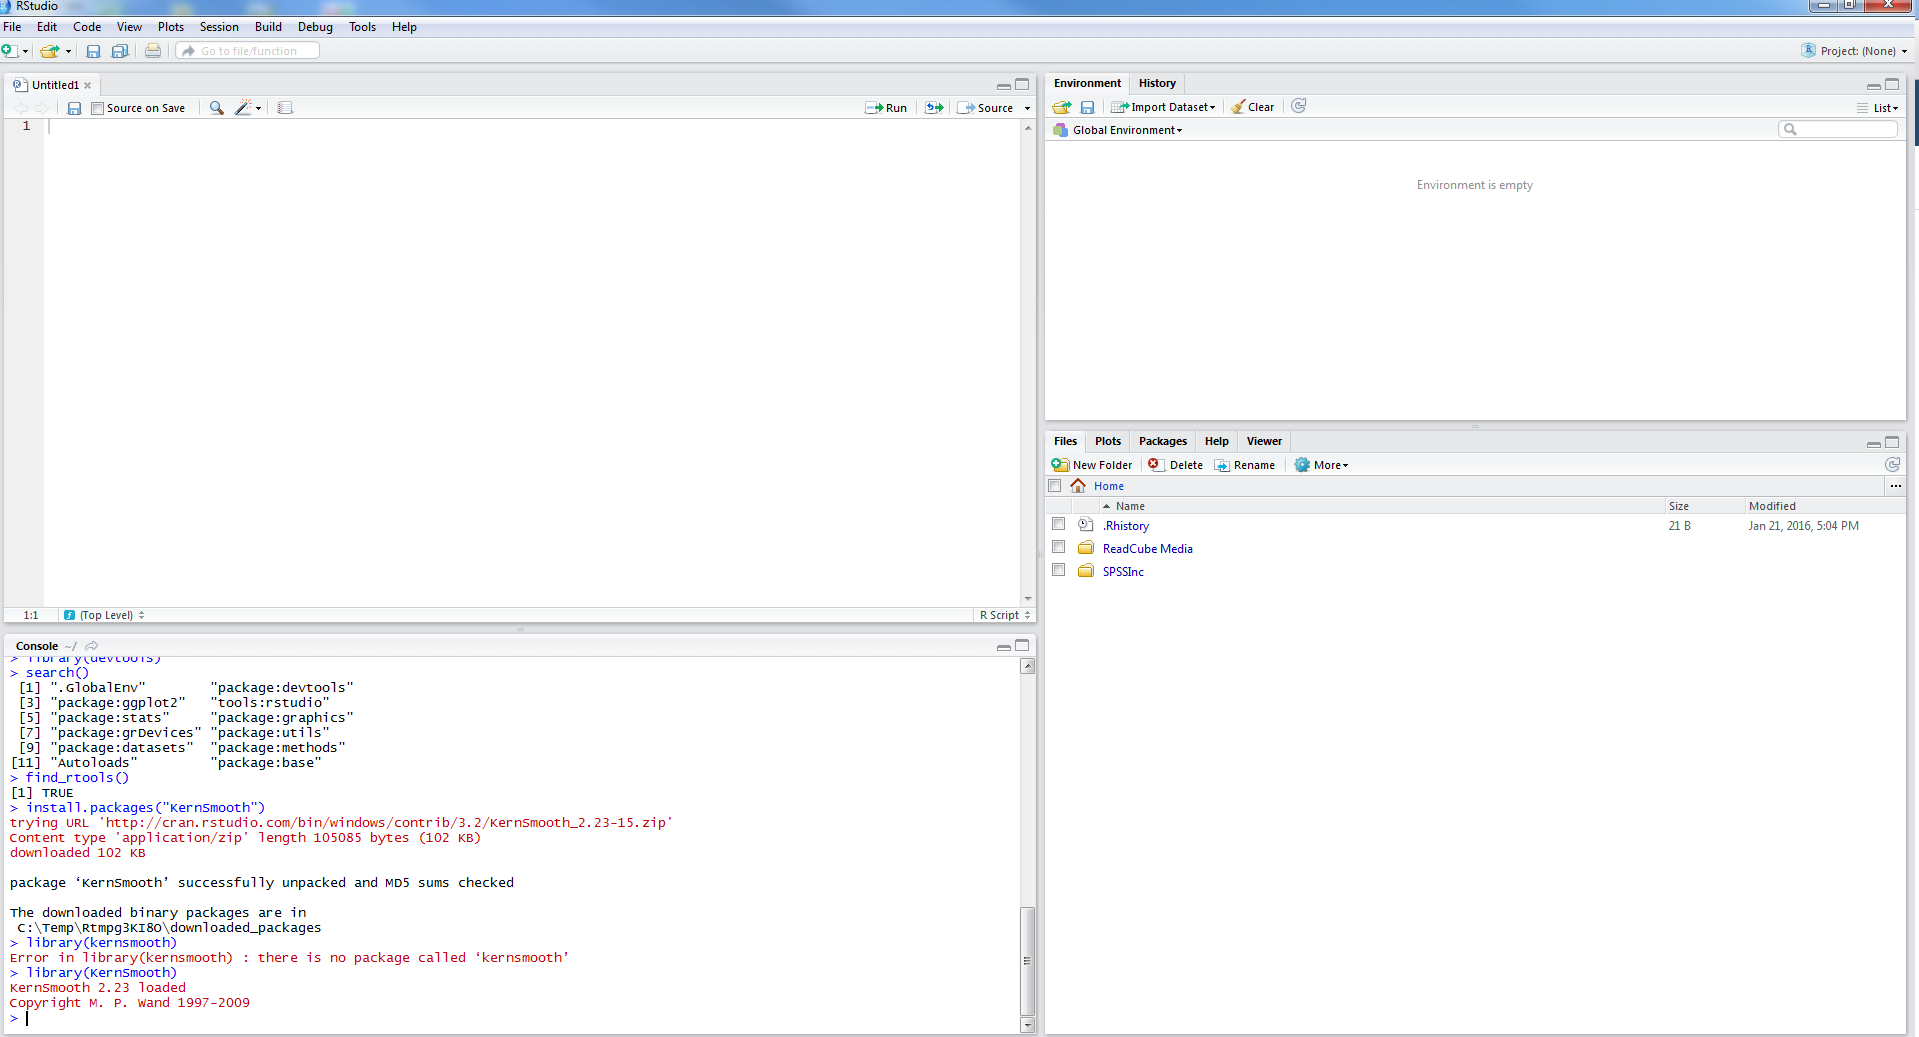 RStudio
File Edit Code View Plots Session Build Debug Tools Help
Go to file/function
Project: (None)
Untitled1
Source on Save
Run
Source
1
1:1
(Top Level)
R Script
Console ~/
> library(devtools)
> search()
[1] ".GlobalEnv" "package:devtools"
[3] "package:ggplot2" "tools:rstudio"
[5] "package:stats" "package:graphics"
[7] "package:grDevices" "package:utils"
[9] "package:datasets" "package:methods"
[11] "Autoloads" "package:base"
> find_rtools()
[1] TRUE
> install.packages("KernSmooth")
trying URL 'http://cran.rstudio.com/bin/windows/contrib/3.2/KernSmooth_2.23-15.zip'
Content type 'application/zip' length 105085 bytes (102 KB)
downloaded 102 KB
package ‘KernSmooth’ successfully unpacked and MD5 sums checked
The downloaded binary packages are in
C:\Temp\Rtmpg3KI8O\downloaded_packages
> library(kernsmooth)
Error in library(kernsmooth) : there is no package called ‘kernsmooth’
> library(KernSmooth)
KernSmooth 2.23 loaded
Copyright M. P. Wand 1997-2009
>
Environment History
Import Dataset Clear
List
Global Environment
Environment is empty
Files Plots Packages Help Viewer
New Folder Delete Rename More
Home ...
Name Size Modified
.Rhistory 21 B Jan 21, 2016, 5:04 PM
ReadCube Media
SPSSInc